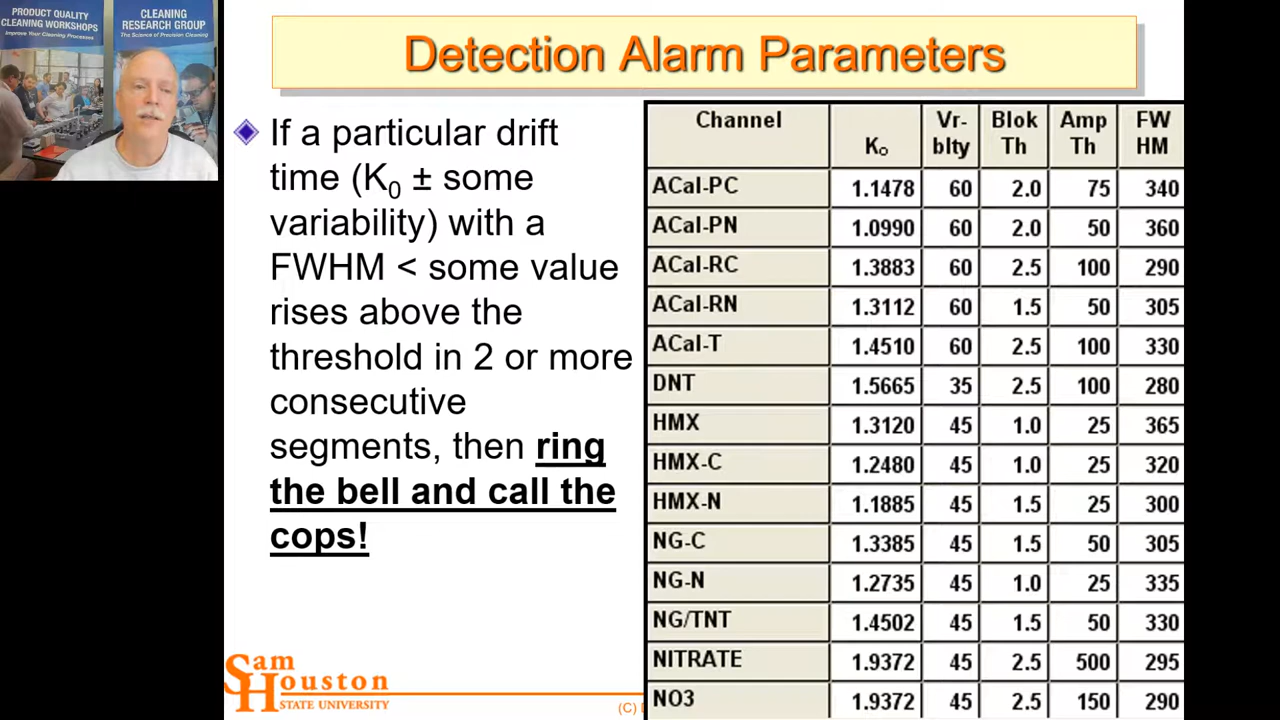 PRODUCT QUALITY
CLEANING WORKSHOPS
Improve Your Cleaning Processes
CLEANING
RESEARCH GROUP
The Science of Precision Cleaning
Detection Alarm Parameters
If a particular drift
time (K₀ ± some
variability) with a
FWHM < some value
rises above the
threshold in 2 or more
consecutive
segments, then ring
the bell and call the
cops!
Channel K₀ Vr-blty Blok Th Amp Th FW HM
ACal-PC 1.1478 60 2.0 75 340
ACal-PN 1.0990 60 2.0 50 360
ACal-RC 1.3883 60 2.5 100 290
ACal-RN 1.3112 60 1.5 50 305
ACal-T 1.4510 60 2.5 100 330
DNT 1.5665 35 2.5 100 280
HMX 1.3120 45 1.0 25 365
HMX-C 1.2480 45 1.0 25 320
HMX-N 1.1885 45 1.5 25 300
NG-C 1.3385 45 1.5 50 305
NG-N 1.2735 45 1.0 25 335
NG/TNT 1.4502 45 1.5 50 330
NITRATE 1.9372 45 2.5 500 295
NO3 1.9372 45 2.5 150 290
Sam
Houston
STATE UNIVERSITY
(C)